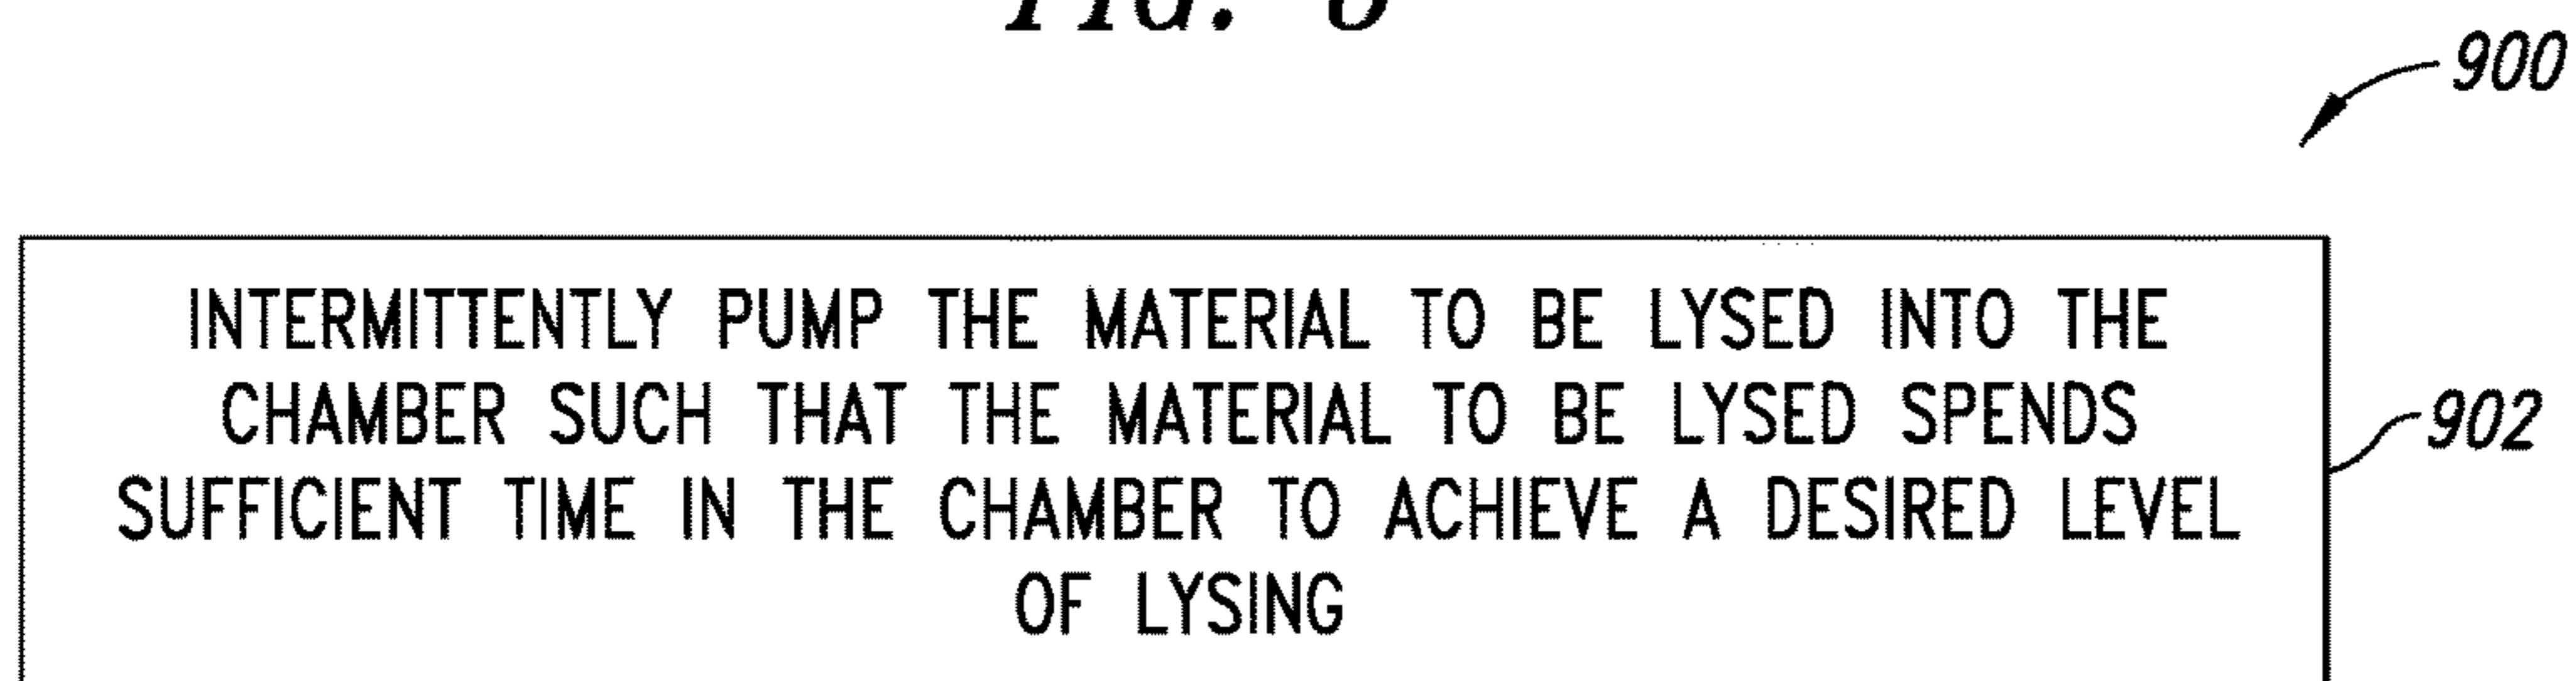 FIG.
900
INTERMITTENTLY PUMP THE MATERIAL TO BE LYSED INTO THE
CHAMBER SUCH THAT THE MATERIAL TO BE LYSED SPENDS
902
SUFFICIENT TIME IN THE CHAMBER TO ACHIEVE A DESIRED LEVEL
OF LYSING